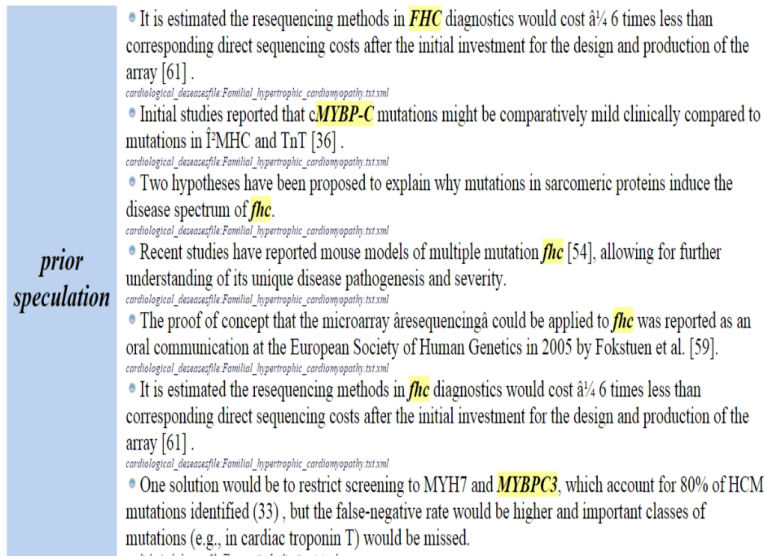 It is estimated the resequencing methods in FHC diagnostics would cost â¼ 6 times less than
corresponding direct sequencing costs after the initial investment for the design and production of the
array [61] .
cardiological_deseasesfile:Familial_hypertrophic_cardiomyopathy.txt.xml
Initial studies reported that cMYBP-C mutations might be comparatively mild clinically compared to
mutations in Î²MHC and TnT [36] .
cardiological_deseasesfile:Familial_hypertrophic_cardiomyopathy.txt.xml
Two hypotheses have been proposed to explain why mutations in sarcomeric proteins induce the
disease spectrum of fhc.
cardiological_deseasesfile:Familial_hypertrophic_cardiomyopathy.txt.xml
prior
speculation
Recent studies have reported mouse models of multiple mutation fhc [54], allowing for further
understanding of its unique disease pathogenesis and severity.
cardiological_deseasesfile:Familial_hypertrophic_cardiomyopathy.txt.xml
The proof of concept that the microarray âresequencingâ could be applied to fhc was reported as an
oral communication at the European Society of Human Genetics in 2005 by Fokstuen et al. [59].
cardiological_deseasesfile:Familial_hypertrophic_cardiomyopathy.txt.xml
It is estimated the resequencing methods in fhc diagnostics would cost â¼ 6 times less than
corresponding direct sequencing costs after the initial investment for the design and production of the
array [61] .
cardiological_deseasesfile:Familial_hypertrophic_cardiomyopathy.txt.xml
One solution would be to restrict screening to MYH7 and MYBPC3, which account for 80% of HCM
mutations identified (33) , but the false-negative rate would be higher and important classes of
mutations (e.g., in cardiac troponin T) would be missed.